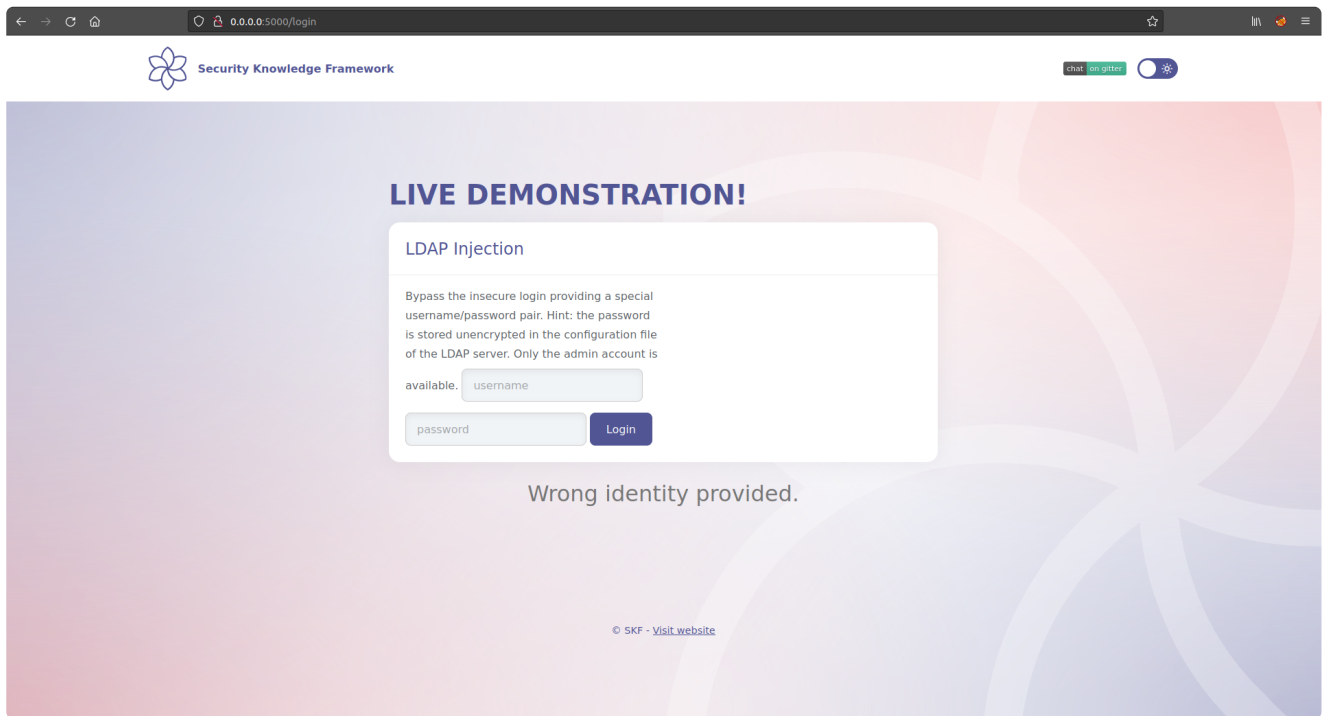 0.0.0.0:5000/login
Security Knowledge Framework
chat on gitter
LIVE DEMONSTRATION!
LDAP Injection
Bypass the insecure login providing a special
username/password pair. Hint: the password
is stored unencrypted in the configuration file
of the LDAP server. Only the admin account is
available. username
password Login
Wrong identity provided.
© SKF - Visit website